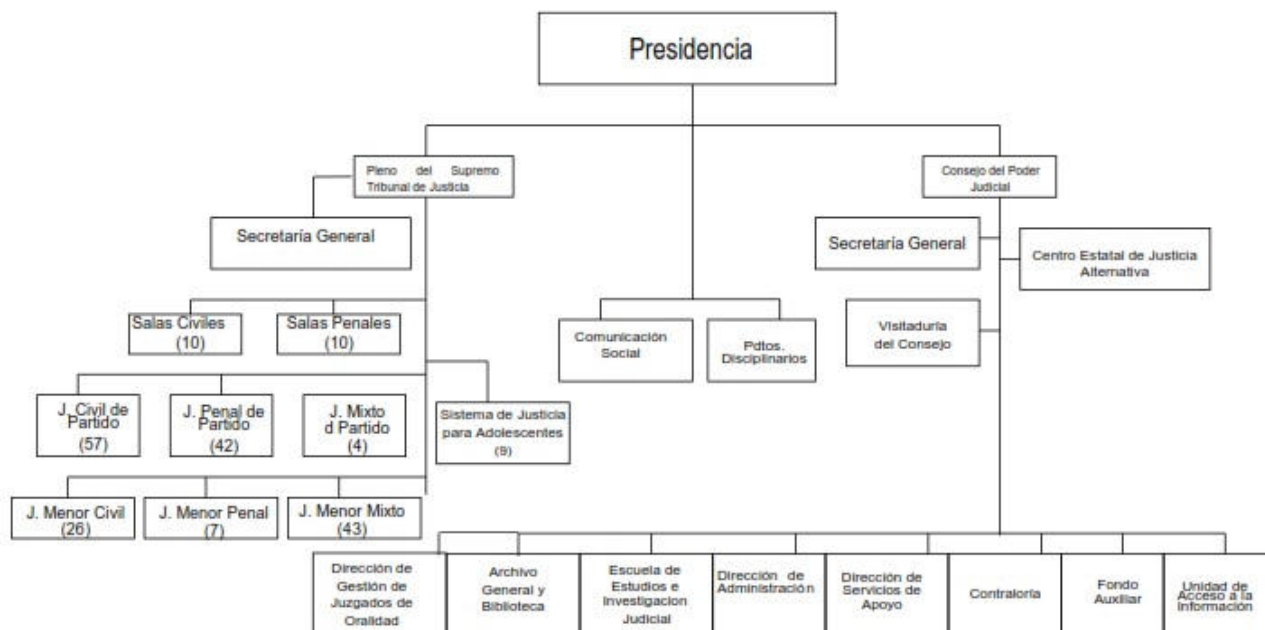 Presidencia
Pleno del Supremo
Tribunal de Justicia
Consejo del Poder
Judicial
Secretaría General
Secretaría General
Centro Estatal de Justicia
Alternativa
Salas Civiles
(10)
Salas Penales
(10)
Comunicación
Social
Pdtos.
Disciplinarios
Visitaduría
del Consejo
J. Civil de
Partido
(57)
J. Penal de
Partido
(42)
J. Mixto
d Partido
(4)
Sistema de Justicia
para Adolescentes
(9)
J. Menor Civil
(26)
J. Menor Penal
(7)
J. Menor Mixto
(43)
Dirección de
Gestión de
Juzgados de
Oralidad
Archivo
General y
Biblioteca
Escuela de
Estudios e
Investigacion
Judicial
Dirección de
Administración
Dirección de
Servicios de
Apoyo
Contraloría
Fondo
Auxiliar
Unidad de
Acceso a la
Información